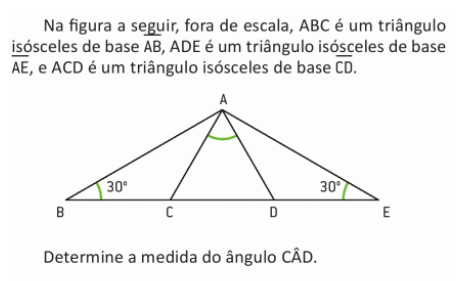 Na figura a seguir, fora de escala, ABC é um triângulo
isósceles de base AB, ADE é um triângulo isósceles de base
AE, e ACD é um triângulo isósceles de base CD.
A
30°
30°
B
C
D
E
Determine a medida do ângulo CÂD.